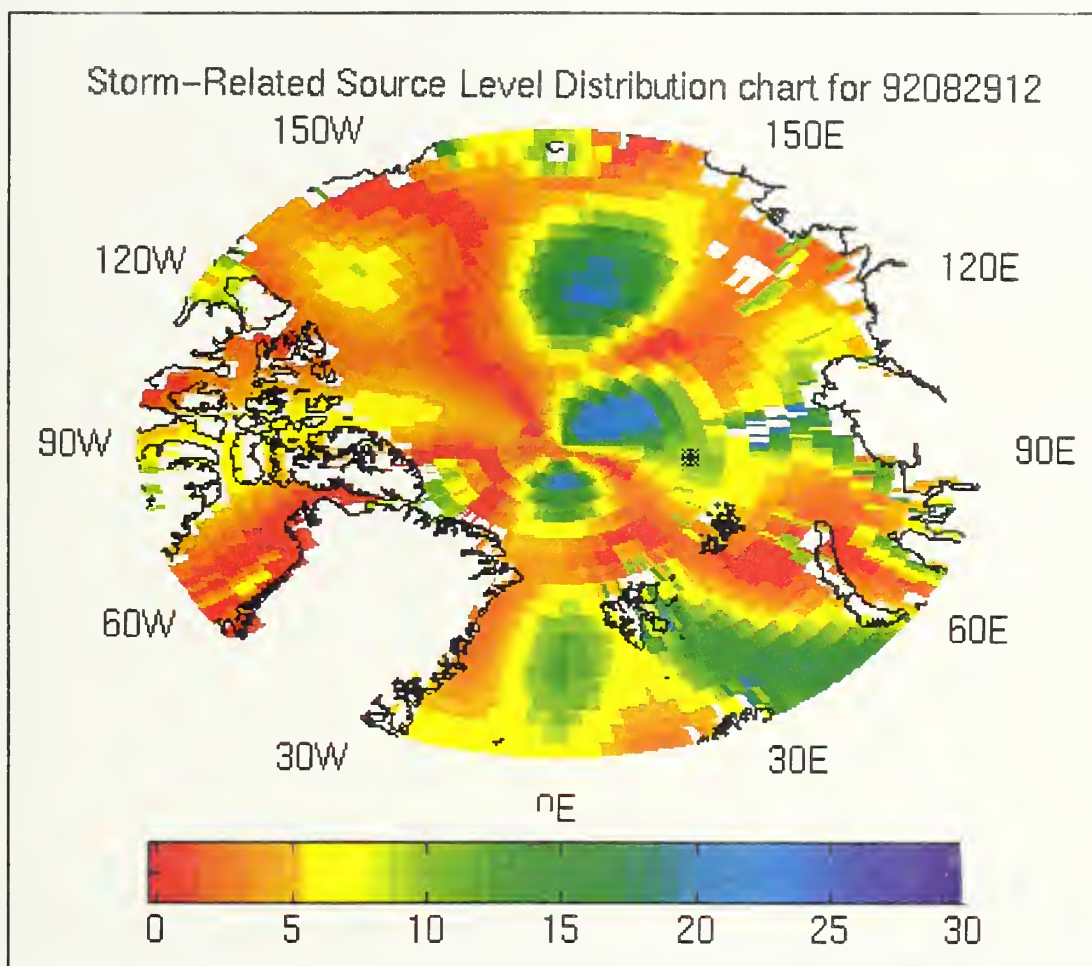 Storm-Related Source Level Distribution chart for 92082912
150W 150E
120W 120E
90W 90E
60W 60E
30W 30E
0E
0 5 10 15 20 25 30